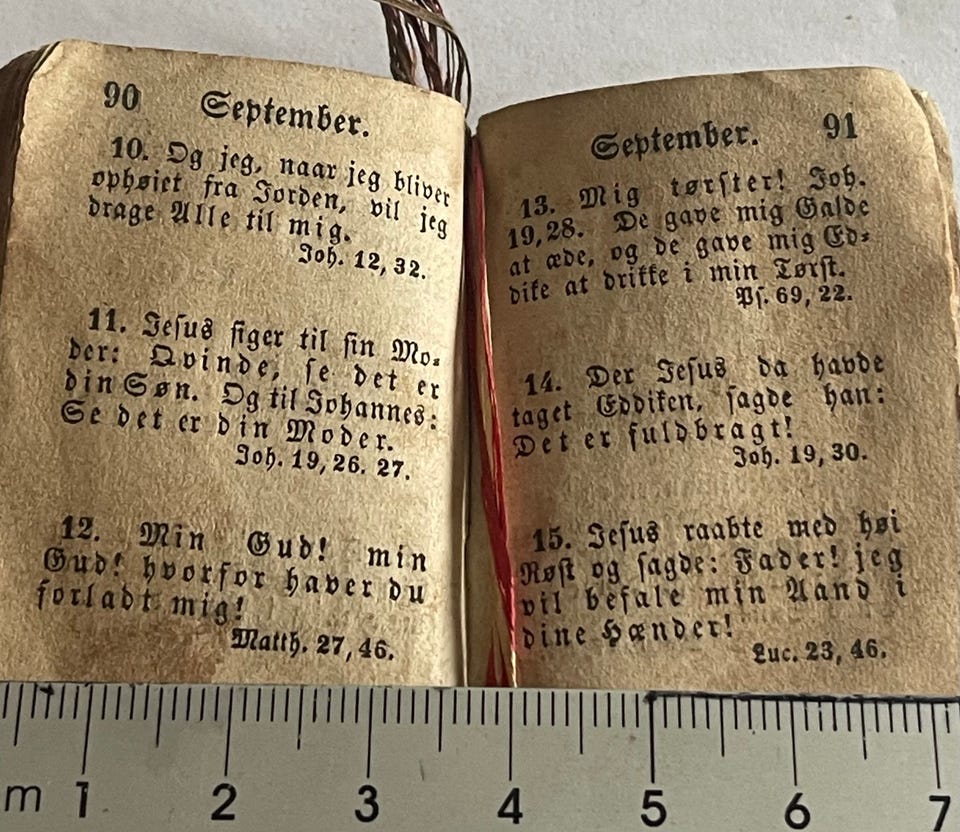 90 September.
10. Og jeg, naar jeg bliver
ophøiet fra Jorden, vil jeg
drage Alle til mig.
Joh. 12, 32.
11. Jesus siger til sin Mo-
der: Qvinde, se det er
din Søn. Og til Johannes:
Se det er din Moder.
Joh. 19, 26. 27.
12. Min Gud! min
Gud! hvorfor haver du
forladt mig!
Matth. 27, 46.
September. 91
13. Mig tørster! Joh.
19, 28. De gave mig Galde
at æde, og de gave mig Ed-
dike at drikke i min Tørst.
Ps. 69, 22.
14. Der Jesus da havde
taget Eddiken, sagde han:
Det er fuldbragt!
Joh. 19, 30.
15. Jesus raabte med høi
Røst og sagde: Fader! jeg
vil befale min Aand i
dine Hænder!
Luc. 23, 46.
m 1 2 3 4 5 6 7